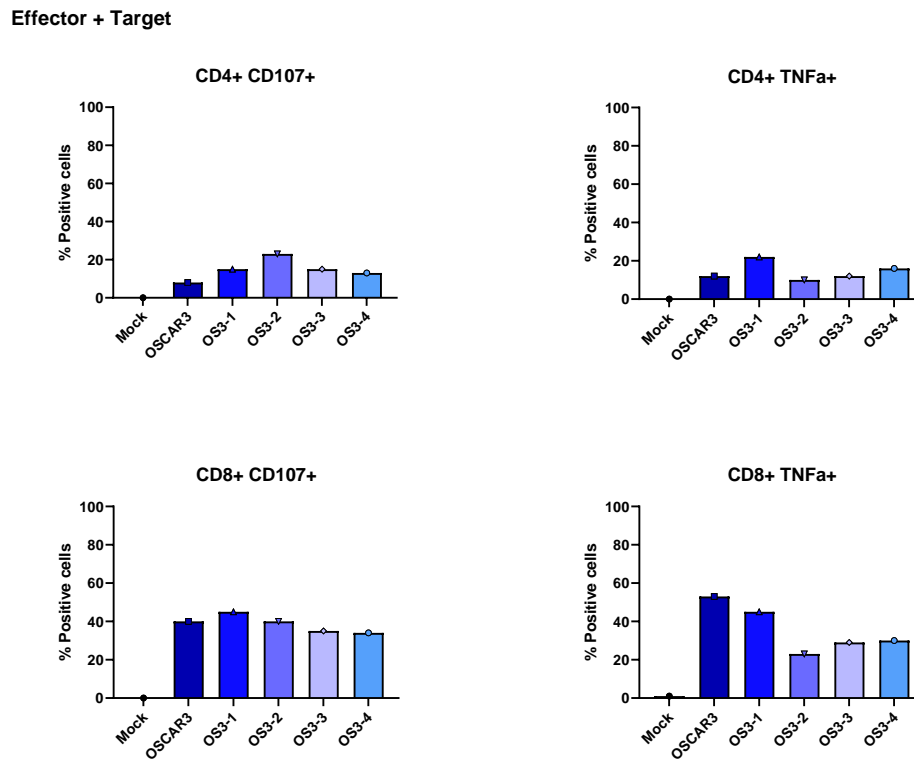 Effector + Target
CD4+ CD107+
% Positive cells
100
80
60
40
20
0
Mock
OSCAR3
OS3-1
OS3-2
OS3-3
OS3-4
CD4+ TNFa+
% Positive cells
100
80
60
40
20
0
Mock
OSCAR3
OS3-1
OS3-2
OS3-3
OS3-4
CD8+ CD107+
% Positive cells
100
80
60
40
20
0
Mock
OSCAR3
OS3-1
OS3-2
OS3-3
OS3-4
CD8+ TNFa+
% Positive cells
100
80
60
40
20
0
Mock
OSCAR3
OS3-1
OS3-2
OS3-3
OS3-4